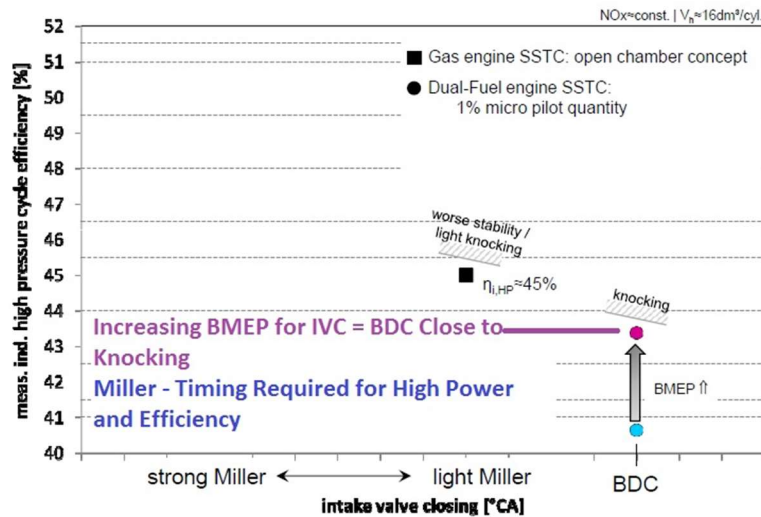 NOx≈const. | Vₕ≈16dm³/cyl.
52
51
50
49
48
47
46
45
44
43
42
41
40
meas. ind. high pressure cycle efficiency [%]
Gas engine SSTC: open chamber concept
Dual-Fuel engine SSTC:
1% micro pilot quantity
worse stability /
light knocking
ηi,HP≈45%
knocking
Increasing BMEP for IVC = BDC Close to
Knocking
Miller - Timing Required for High Power
and Efficiency
BMEP ⇑
strong Miller
light Miller
BDC
intake valve closing [°CA]